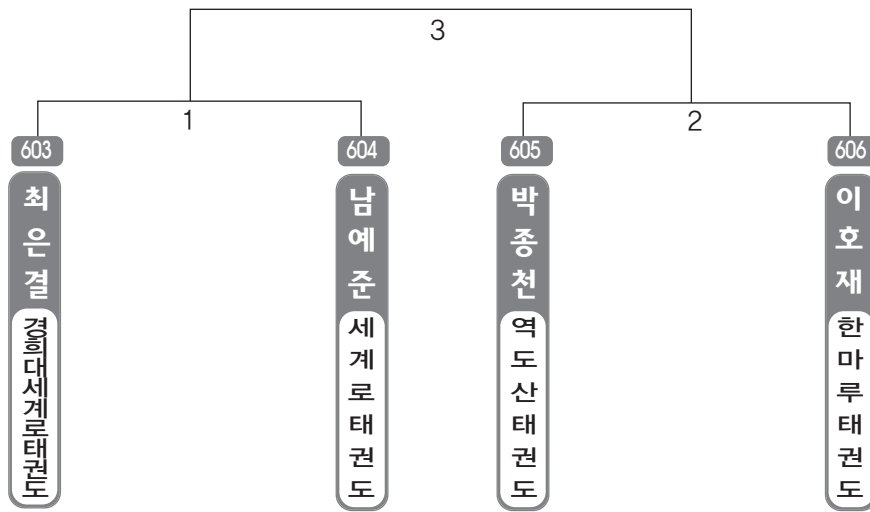 3
1
2
603
604
605
606
최은결
경희대세계로태권도
남예준
세계로태권도
박종천
역도산태권도
이호재
한마루태권도